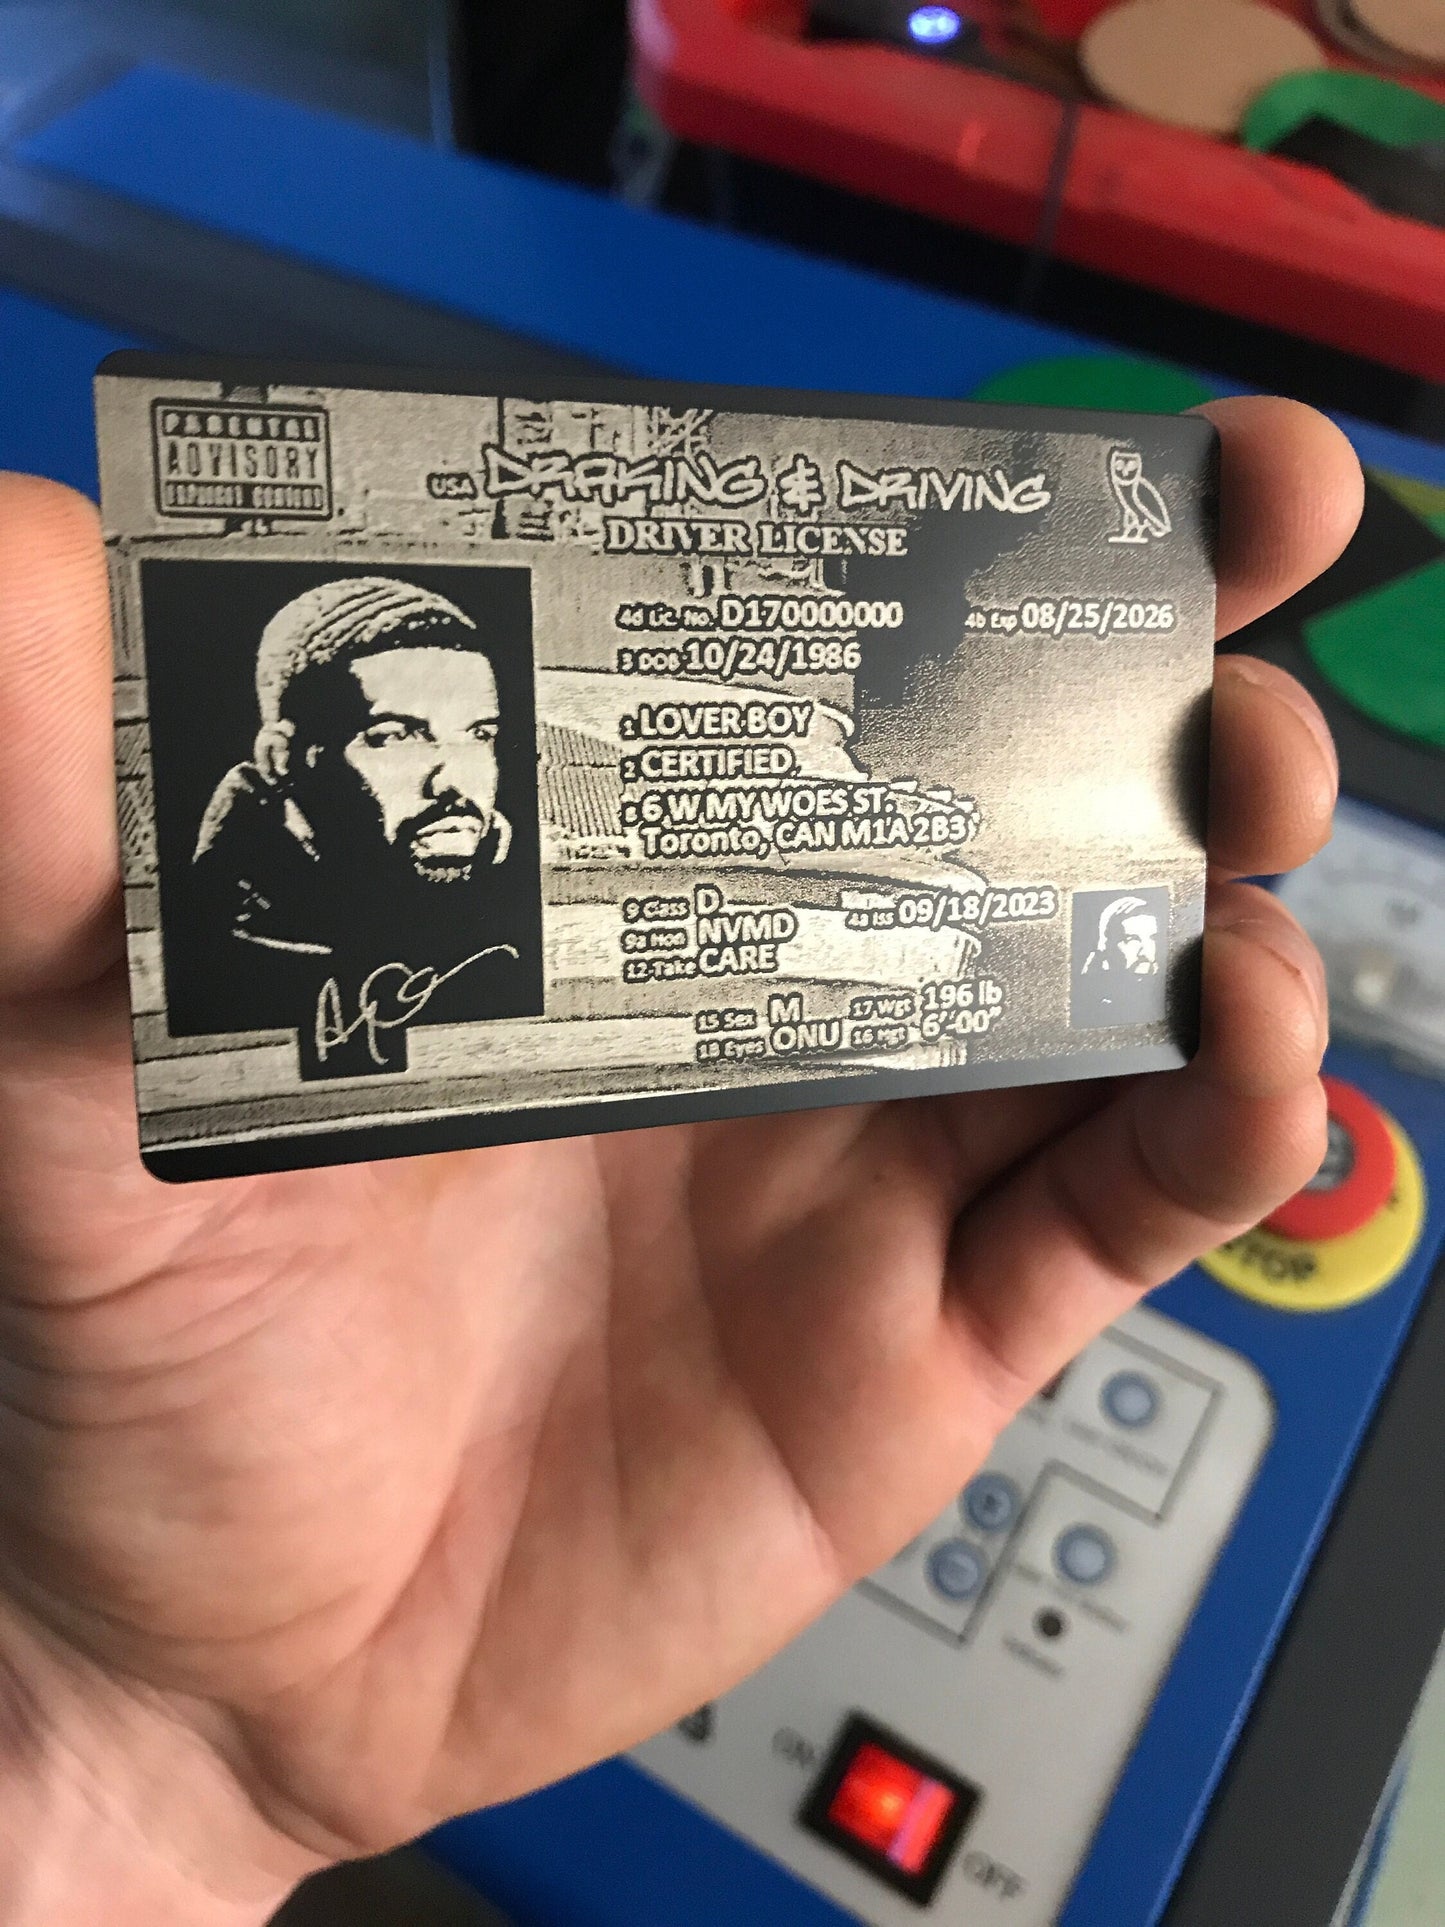 PARENTAL
ADVISORY
EXPLICIT CONTENT
USA DRAKING & DRIVING
DRIVER LICENSE
4d Lic. No. D170000000
4b Exp 08/25/2026
3 DOB 10/24/1986
1 LOVER BOY
2 CERTIFIED.
8 6 W MY WOES ST.
Toronto, CAN M1A 2B3
9 Class D
9a Non NVMD
12-Take CARE
4a iss 09/18/2023
15 Sex M
17 Wgt 196 lb
18 Eyes ONU
16 Hgt 6'-00"
STOP
ON
OFF